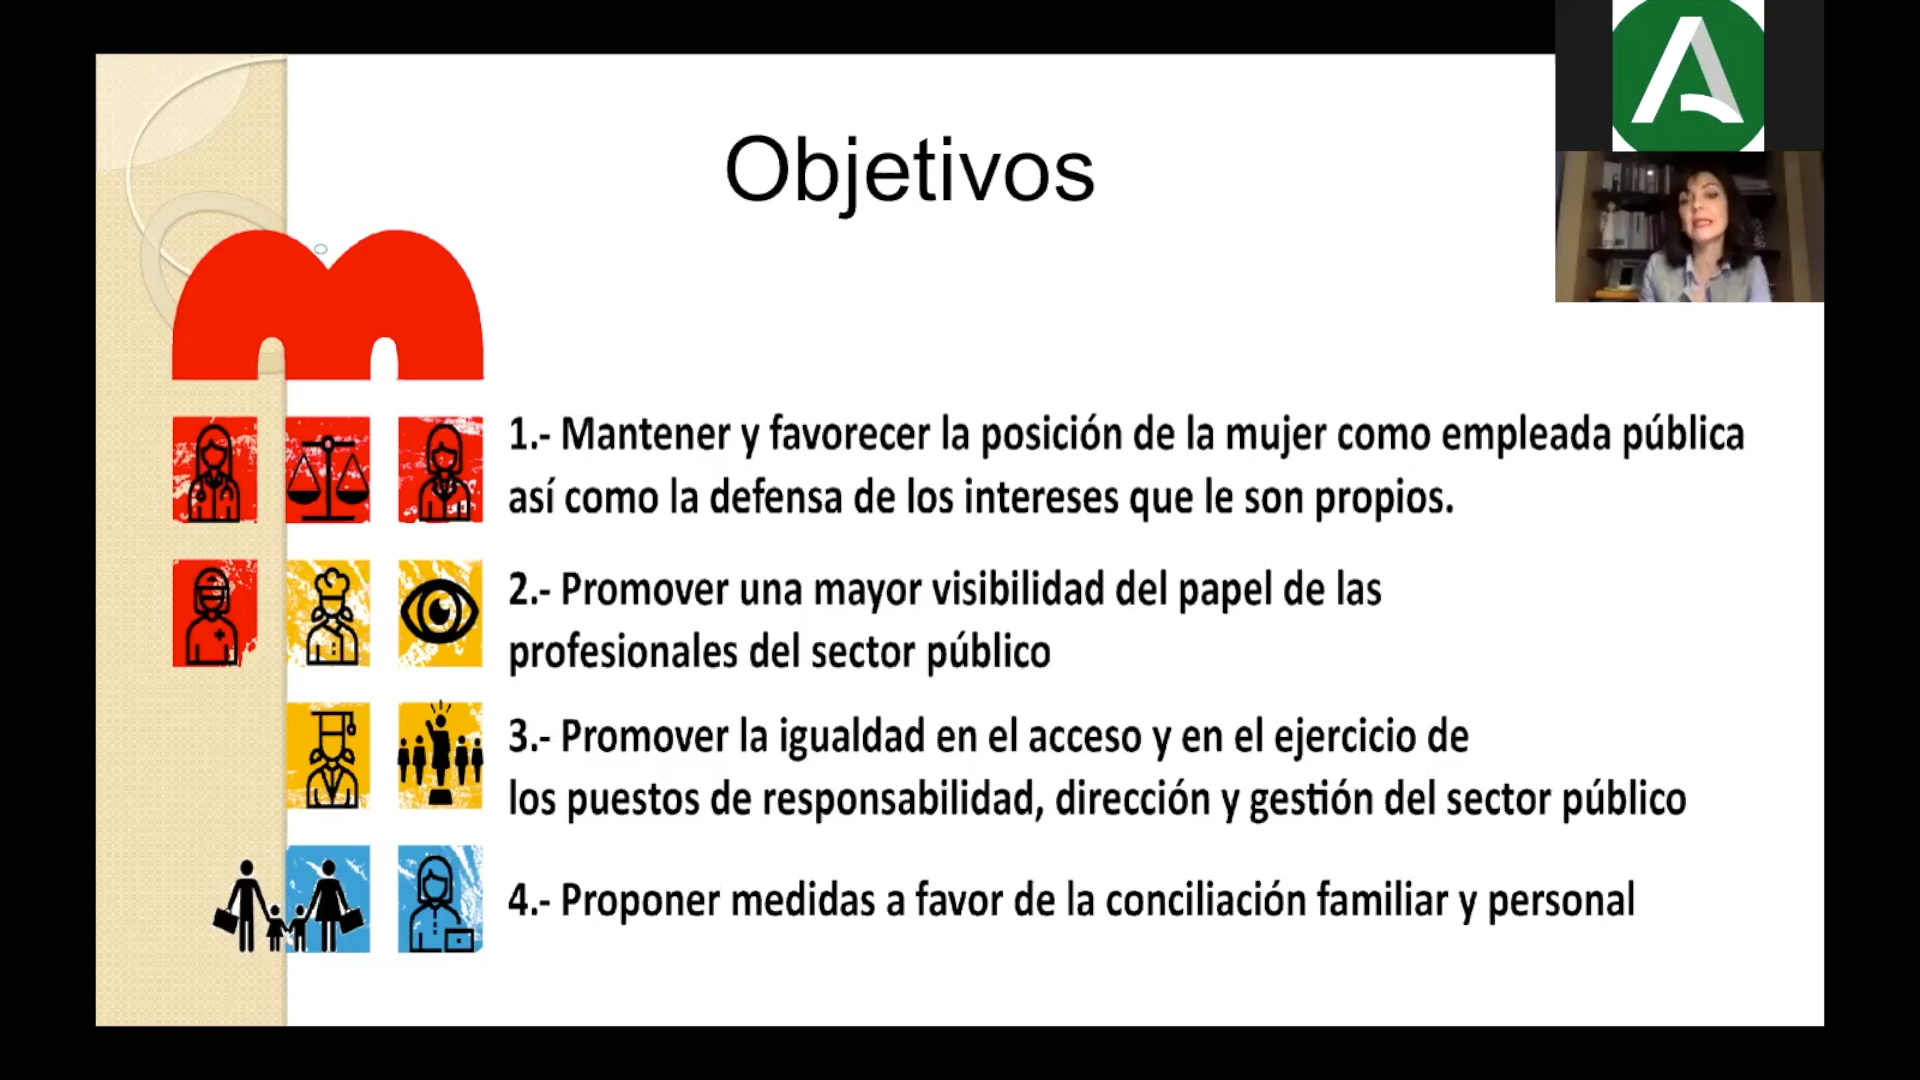 Objetivos
1.- Mantener y favorecer la posición de la mujer como empleada pública
así como la defensa de los intereses que le son propios.
2.- Promover una mayor visibilidad del papel de las
profesionales del sector público
3.- Promover la igualdad en el acceso y en el ejercicio de
los puestos de responsabilidad, dirección y gestión del sector público
4.- Proponer medidas a favor de la conciliación familiar y personal